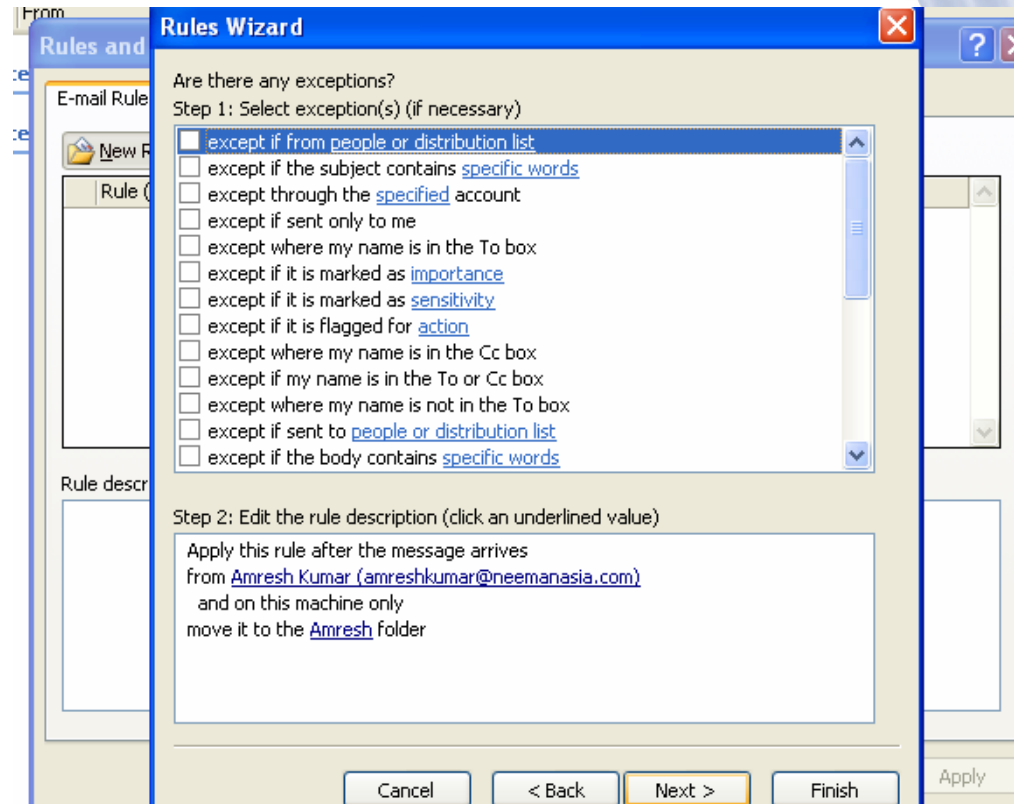 From
Rules and
E-mail Rule
New R
Rule (
Rule descr
Apply
Rules Wizard
Are there any exceptions?
Step 1: Select exception(s) (if necessary)
except if from people or distribution list
except if the subject contains specific words
except through the specified account
except if sent only to me
except where my name is in the To box
except if it is marked as importance
except if it is marked as sensitivity
except if it is flagged for action
except where my name is in the Cc box
except if my name is in the To or Cc box
except where my name is not in the To box
except if sent to people or distribution list
except if the body contains specific words
Step 2: Edit the rule description (click an underlined value)
Apply this rule after the message arrives
from Amresh Kumar (amreshkumar@neemanasia.com)
and on this machine only
move it to the Amresh folder
Cancel < Back Next > Finish